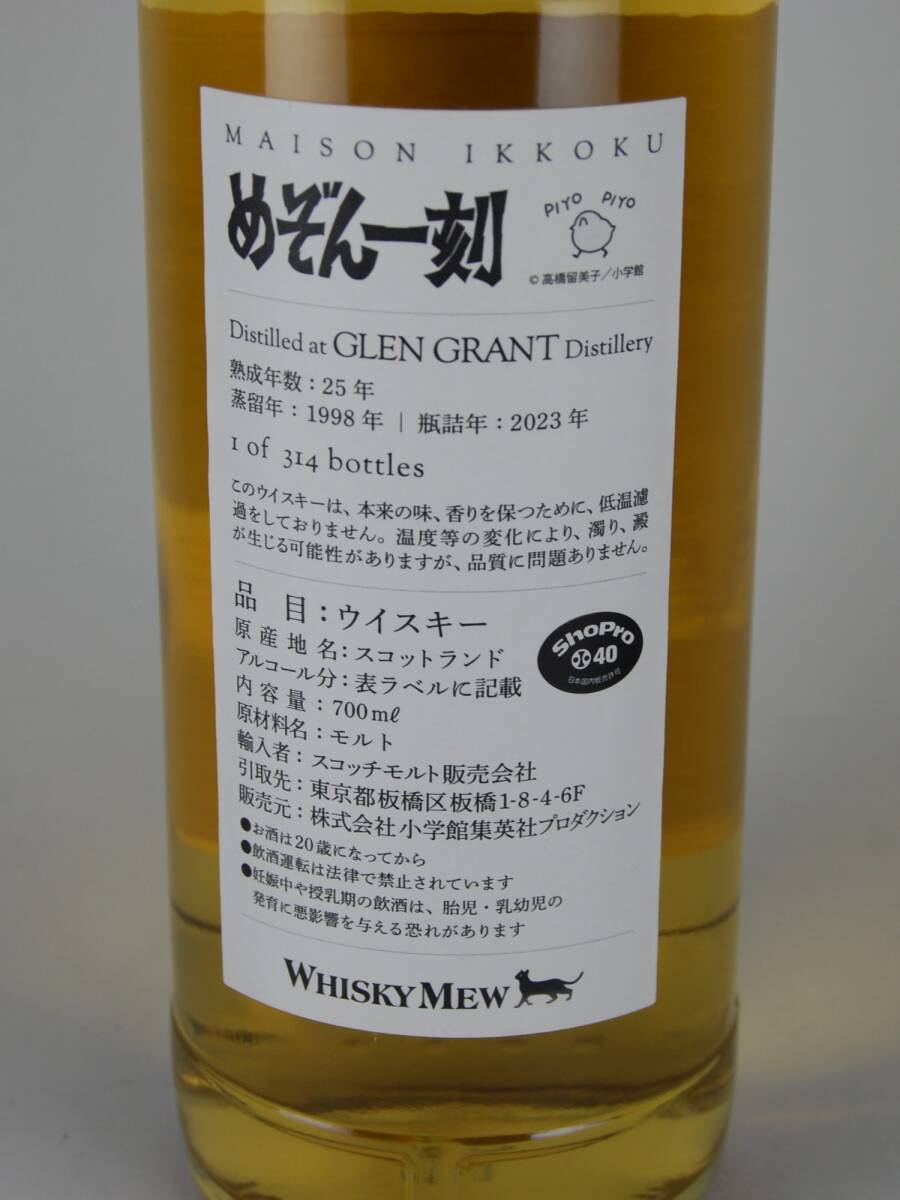 MAISON IKKOKU
めぞん一刻
PIYO PIYO
© 高橋留美子／小学館
Distilled at GLEN GRANT Distillery
熟成年数：25 年
蒸留年：1998 年 | 瓶詰年：2023 年
1 of 314 bottles
このウイスキーは、本来の味、香りを保つために、低温濾
過をしておりません。温度等の変化により、濁り、澱
が生じる可能性がありますが、品質に問題ありません。
品目：ウイスキー
原産地名：スコットランド
アルコール分：表ラベルに記載
内容量：700㎖
原材料名：モルト
輸入者：スコッチモルト販売会社
引取先：東京都板橋区板橋1-8-4-6F
販売元：株式会社小学館集英社プロダクション
ShoPro
40
日本国内販売許諾
●お酒は20歳になってから
●飲酒運転は法律で禁止されています
●妊娠中や授乳期の飲酒は、胎児・乳幼児の
発育に悪影響を与える恐れがあります
WHISKY MEW